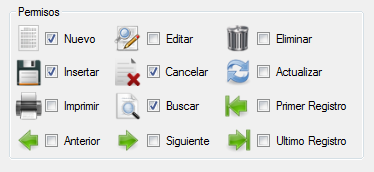 Permisos
Nuevo Editar Eliminar
Insertar Cancelar Actualizar
Imprimir Buscar Primer Registro
Anterior Siguiente Ultimo Registro